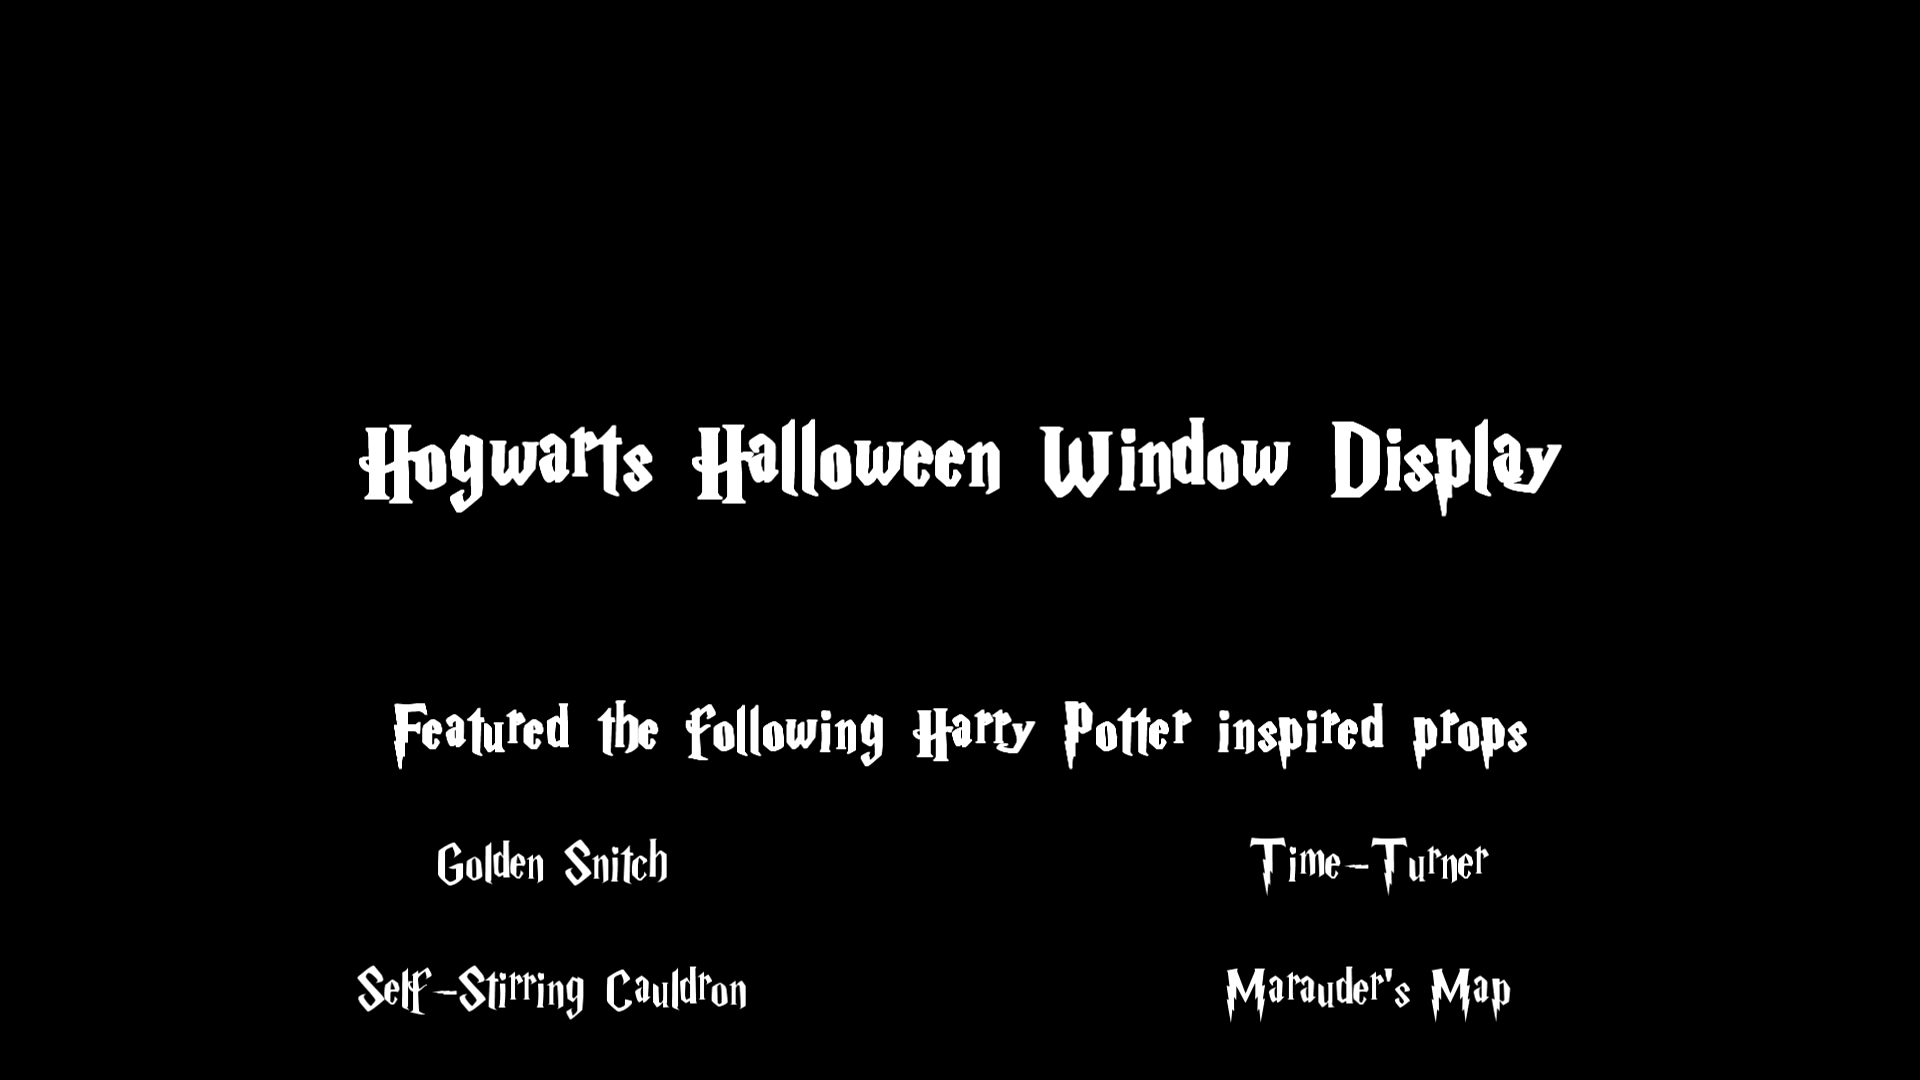 Hogwarts Halloween Window Display
Featured the following Harry Potter inspired props
Golden Snitch
Time-Turner
Self-Stirring Cauldron
Marauder's Map